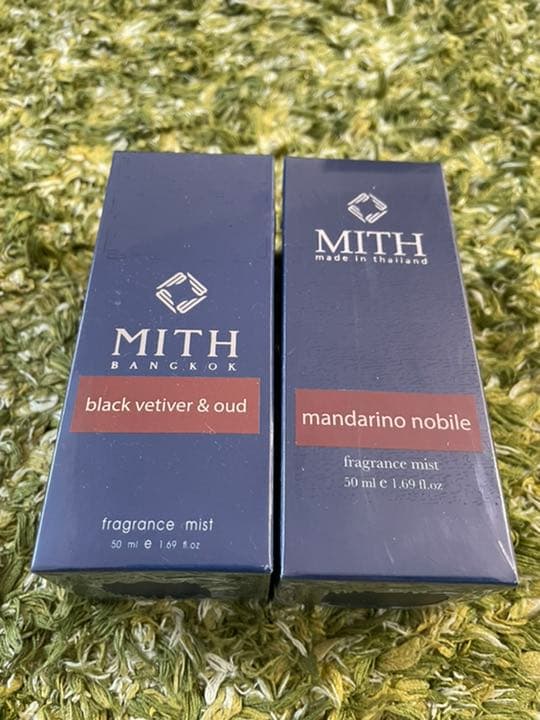 MITH
BANGKOK
black vetiver & oud
fragrance mist
50 ml e 1.69 fl.oz
MITH
made in thailand
mandarino nobile
fragrance mist
50 ml e 1.69 fl.oz